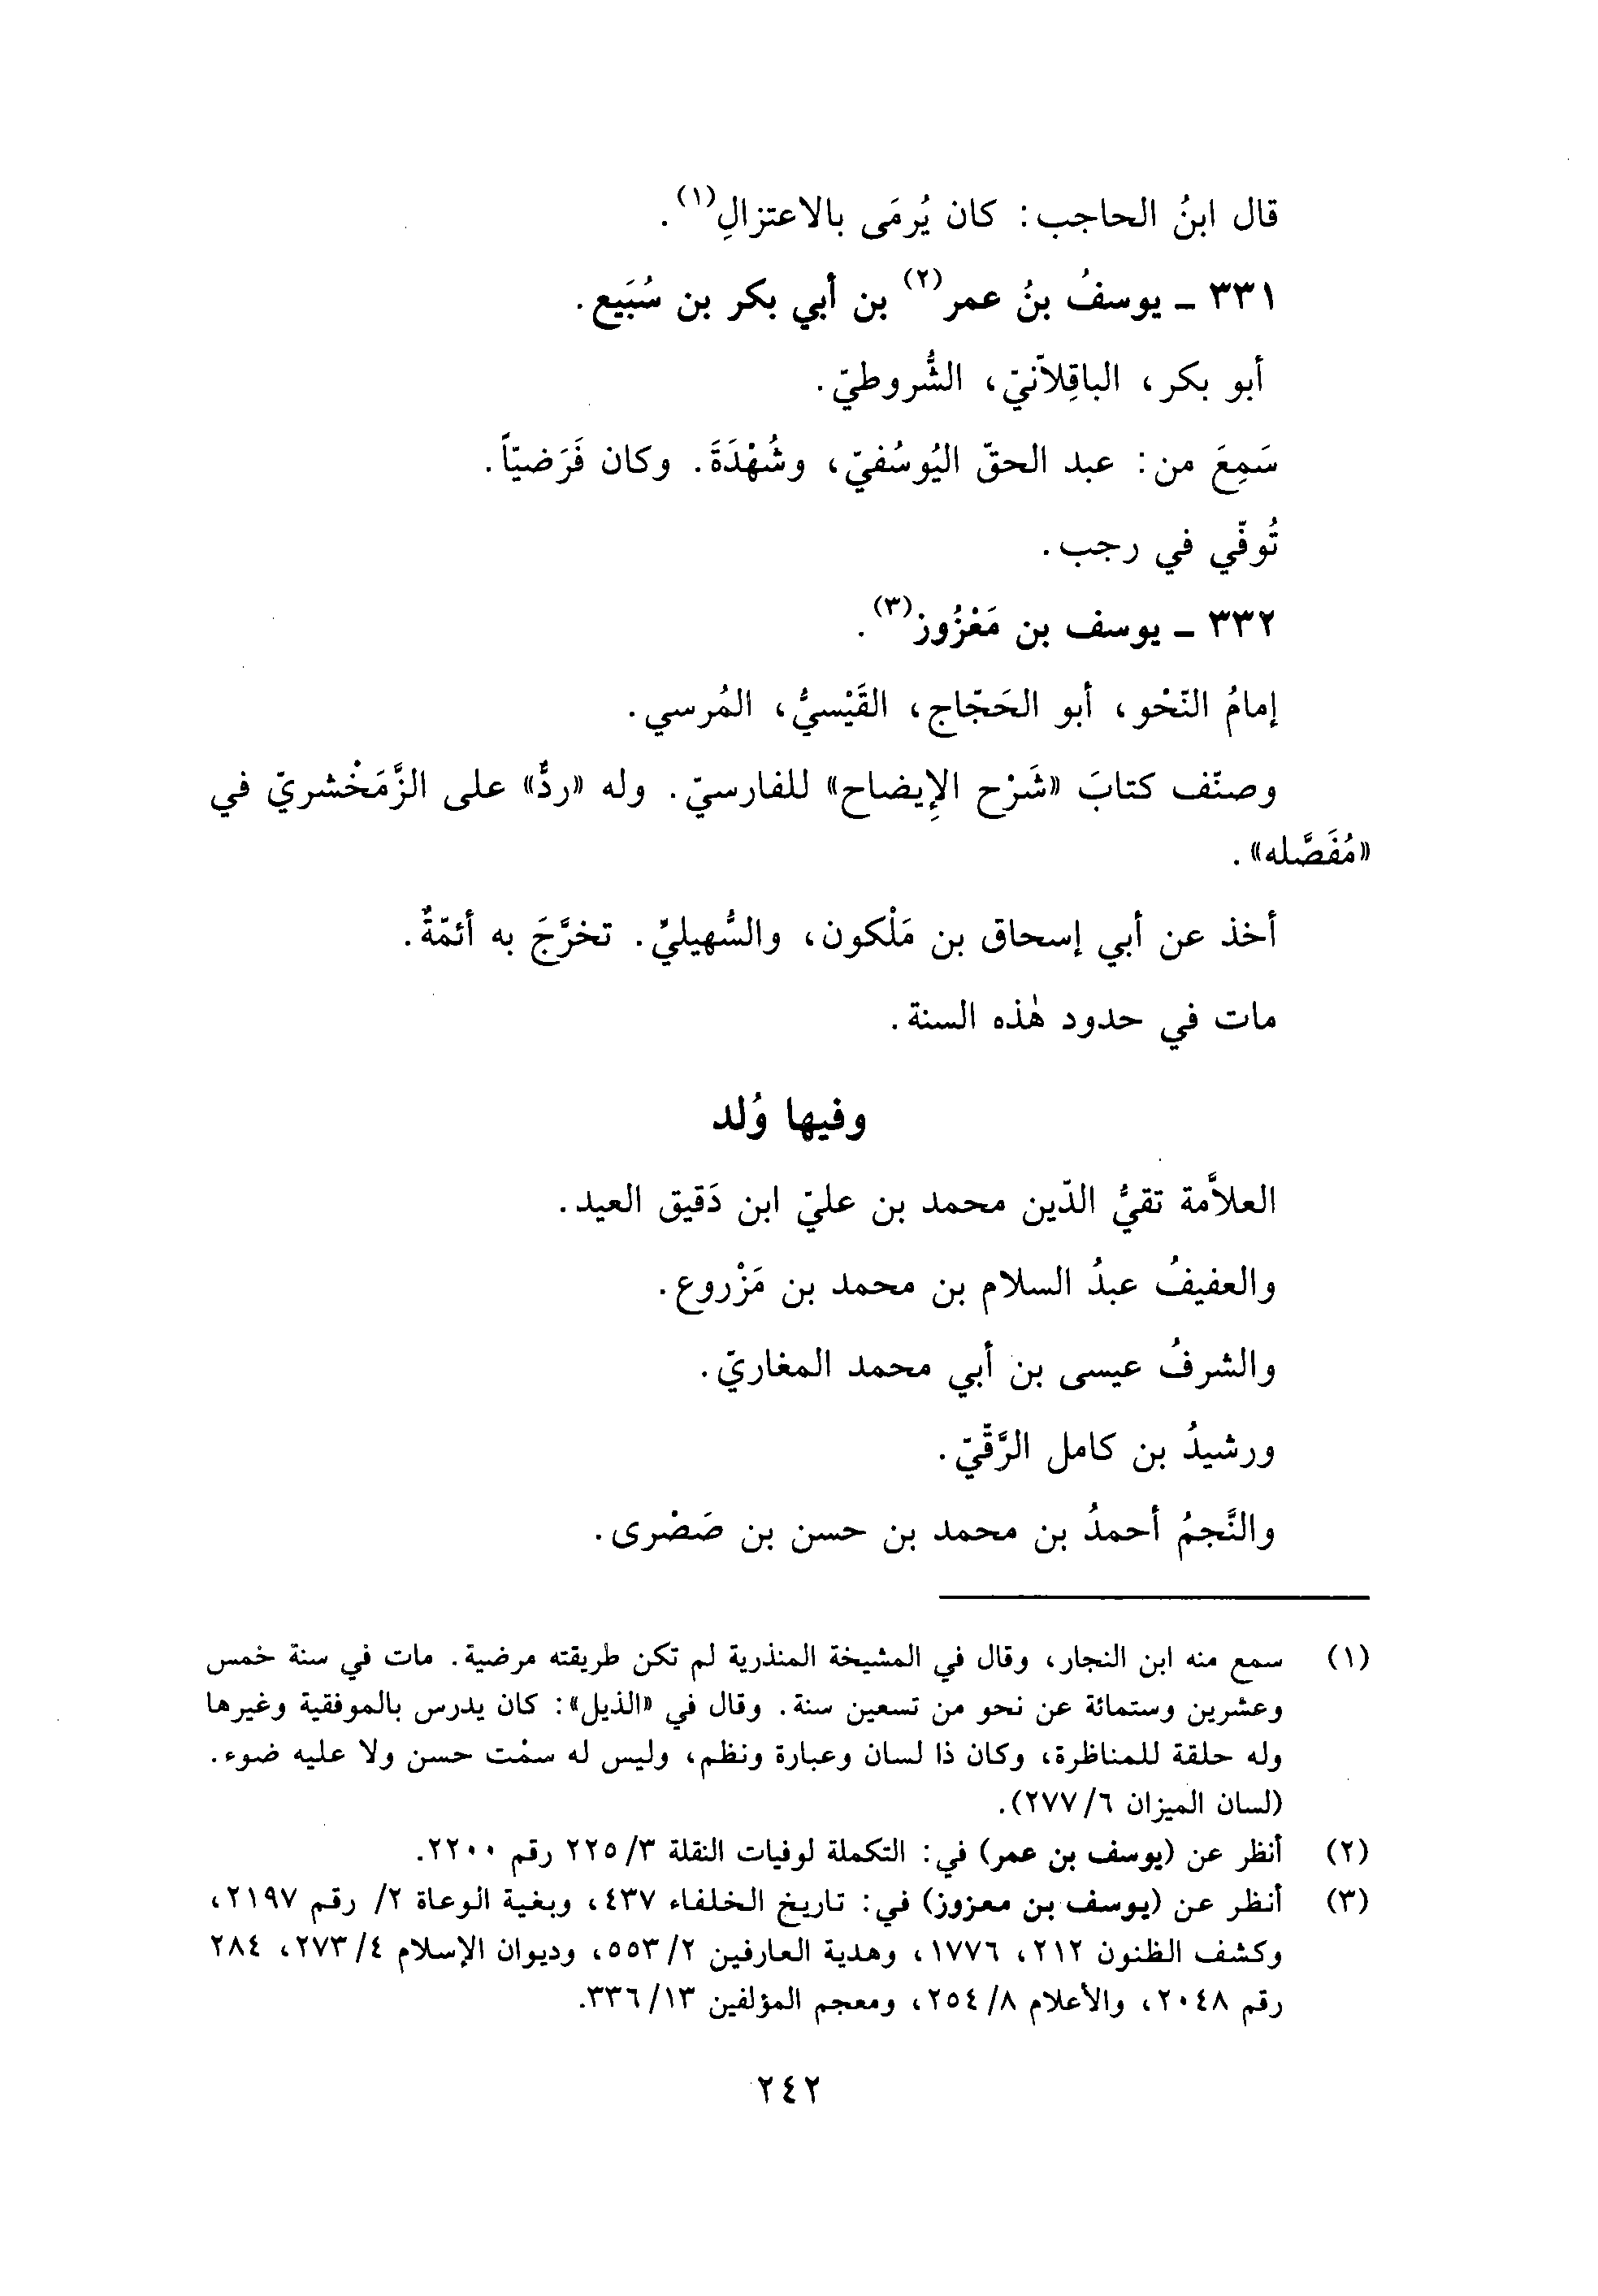 قال ابنُ الحاجب: كان يُرمَى بالاعتزالِ(١).
٣٣١ ـ يوسفُ بنُ عمر(٢) بن أبي بكر بن سُبَيع.
أبو بكر، الباقِلاّنيّ، الشُّروطيّ.
سَمِعَ من: عبد الحقّ اليُوسُفيّ، وشُهْدَةَ. وكان فَرَضيّاً.
تُوفّي في رجب.
٣٣٢ ـ يوسف بن مَعْزُوز(٣).
إمامُ النّحْو، أبو الحَجّاج، القَيْسيُّ، المُرسي.
وصنّف كتابَ «شَرْح الإِيضاح» للفارسيّ. وله «ردٌّ» على الزَّمَخْشريّ في
«مُفَصَّله».
أخذ عن أبي إسحاق بن مَلْكون، والسُّهيليّ. تخرَّجَ به أئمّةٌ.
مات في حدود هٰذه السنة.
وفيها وُلد
العلاَّمة تقيُّ الدّين محمد بن عليّ ابن دَقيق العيد.
والعفيفُ عبدُ السلام بن محمد بن مَزْروع.
والشرفُ عيسى بن أبي محمد المغاريّ.
ورشيدُ بن كامل الرَّقّيّ.
والنَّجمُ أحمدُ بن محمد بن حسن بن صَصْرى.
(١) سمع منه ابن النجار، وقال في المشيخة المنذرية لم تكن طريقته مرضية. مات في سنة خمس
وعشرين وستمائة عن نحو من تسعين سنة. وقال في «الذيل»: كان يدرس بالموفقية وغيرها
وله حلقة للمناظرة، وكان ذا لسان وعبارة ونظم، وليس له سمْت حسن ولا عليه ضوء.
(لسان الميزان ٦/ ٢٧٧).
(٢) أنظر عن (يوسف بن عمر) في: التكملة لوفيات النقلة ٣/ ٢٢٥ رقم ٢٢٠٠.
(٣) أنظر عن (يوسف بن معزوز) في: تاريخ الخلفاء ٤٣٧، وبغية الوعاة ٢/ رقم ٢١٩٧،
وكشف الظنون ٢١٢، ١٧٧٦، وهدية العارفين ٢/ ٥٥٣، وديوان الإسلام ٤/ ٢٧٣، ٢٨٤
رقم ٢٠٤٨، والأعلام ٨/ ٢٥٤، ومعجم المؤلفين ١٣/ ٣٣٦.
٢٤٢